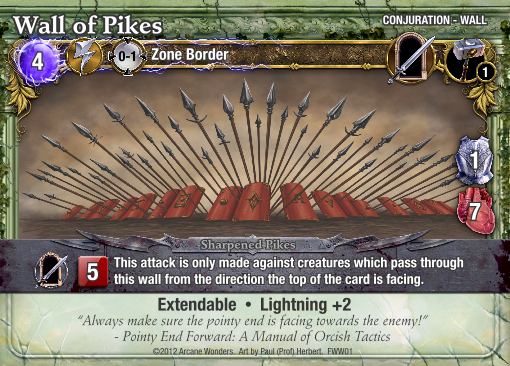 Wall of Pikes
CONJURATION - WALL
4
0-1
Zone Border
1
1
7
Sharpened Pikes
5
This attack is only made against creatures which pass through
this wall from the direction the top of the card is facing.
Extendable • Lightning +2
“Always make sure the pointy end is facing towards the enemy!”
- Pointy End Forward: A Manual of Orcish Tactics
©2012 Arcane Wonders. Art by Paul (Prof) Herbert. FWW01